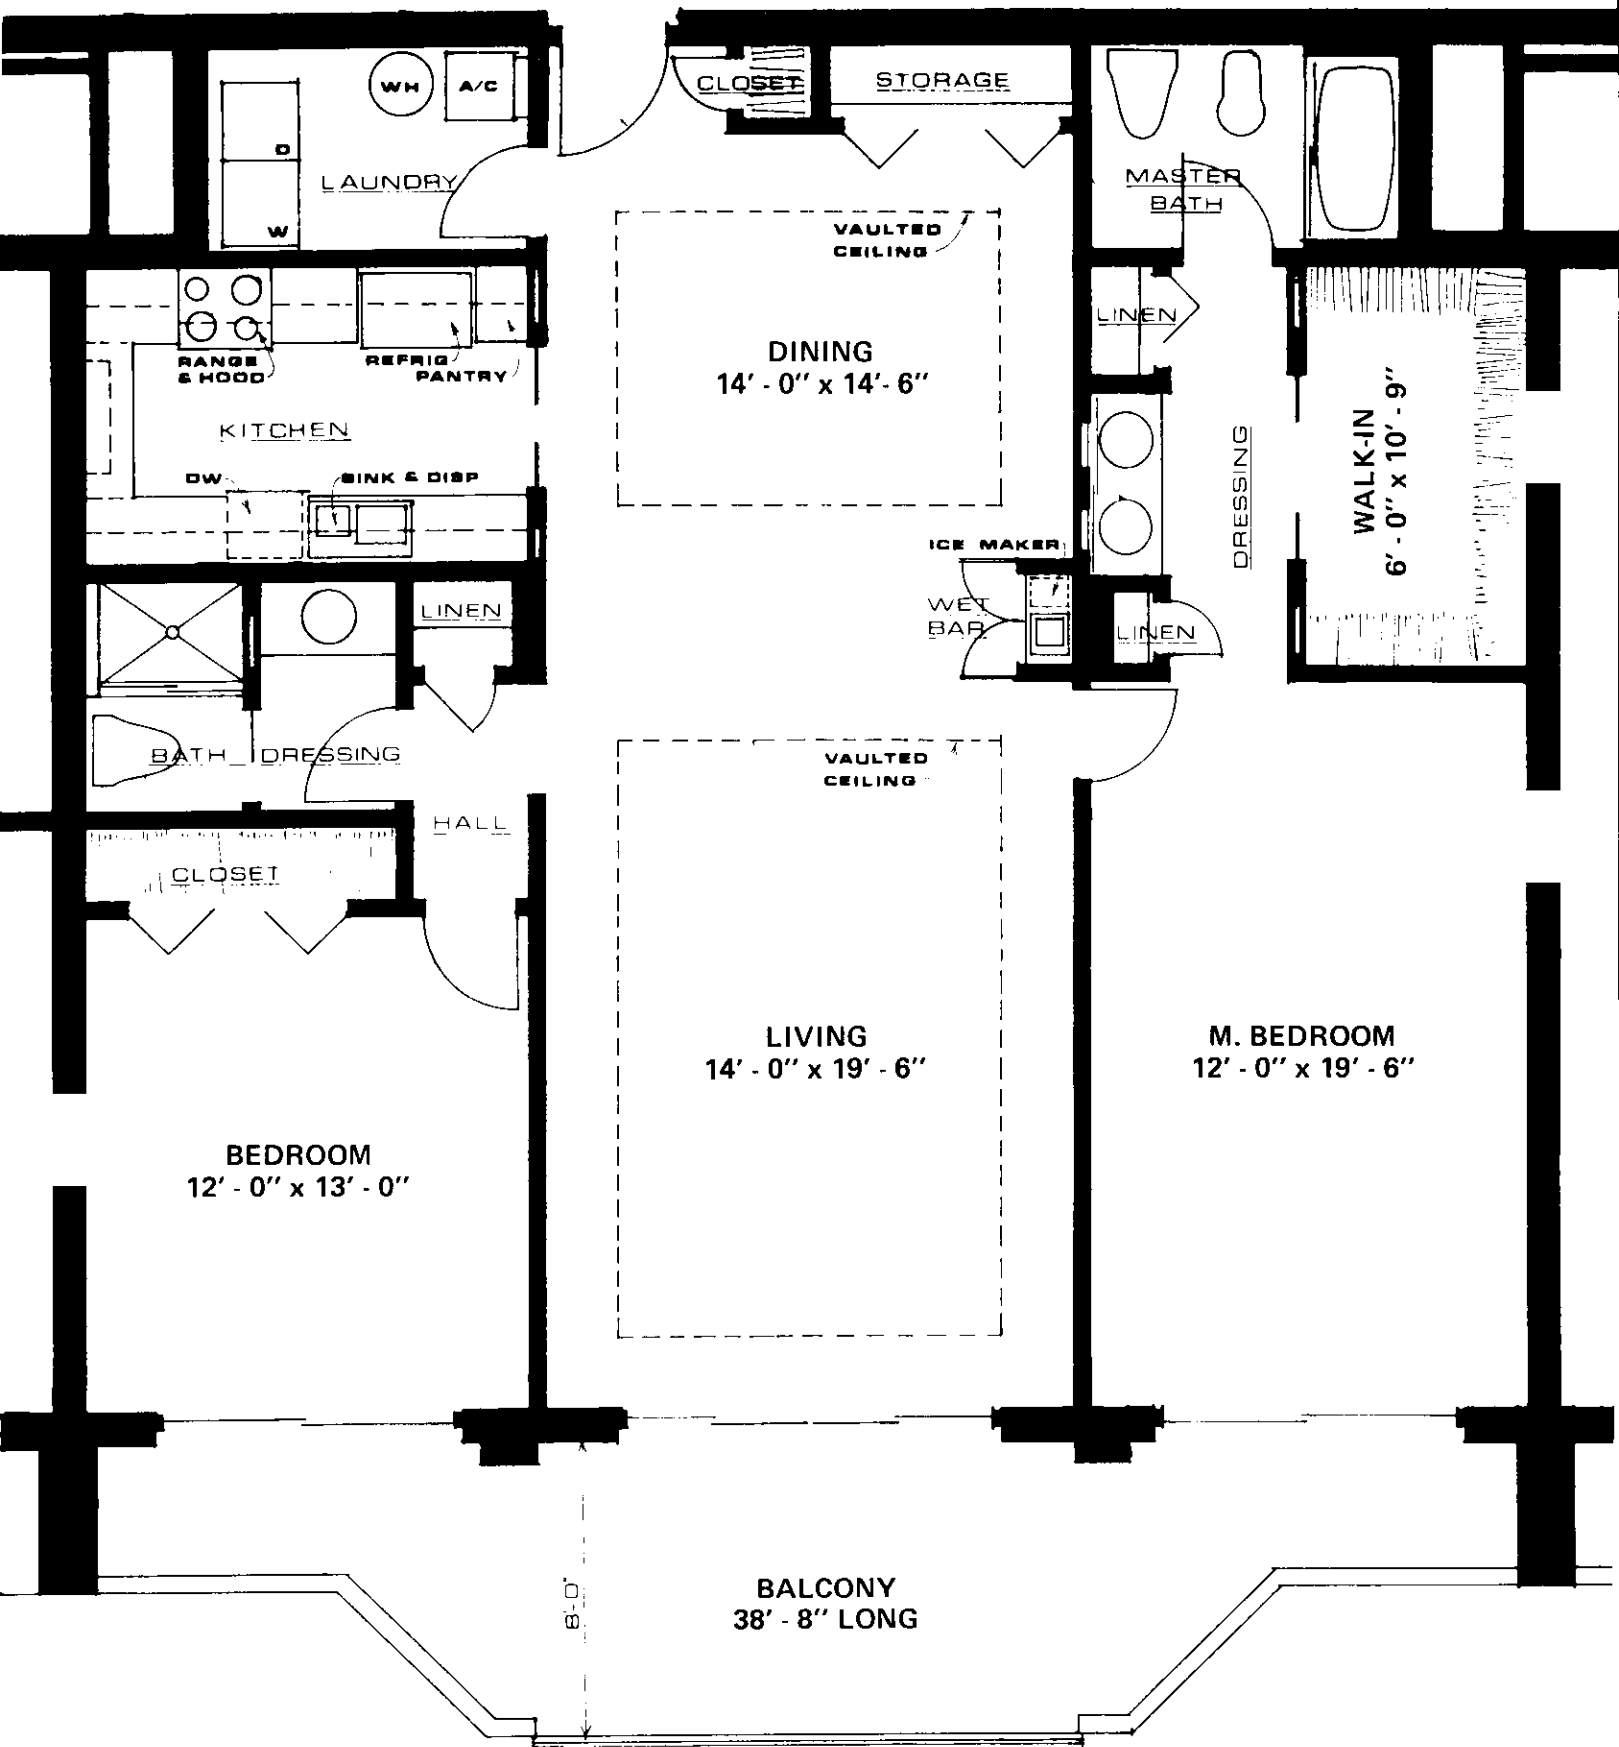 WH
A/C
CLOSET
STORAGE
D
LAUNDRY
W
MASTER
BATH
VAULTED
CEILING
LINEN
RANGE
& HOOD
REFRIG
PANTRY
DINING
14' - 0" x 14'- 6"
KITCHEN
DW
SINK & DISP
DRESSING
WALK-IN
6' - 0" x 10' - 9"
ICE MAKER
WET
BAR
LINEN
LINEN
BATH
DRESSING
VAULTED
CEILING
HALL
CLOSET
LIVING
14' - 0" x 19' - 6"
M. BEDROOM
12' - 0" x 19' - 6"
BEDROOM
12' - 0" x 13' - 0"
8'-0"
BALCONY
38' - 8" LONG